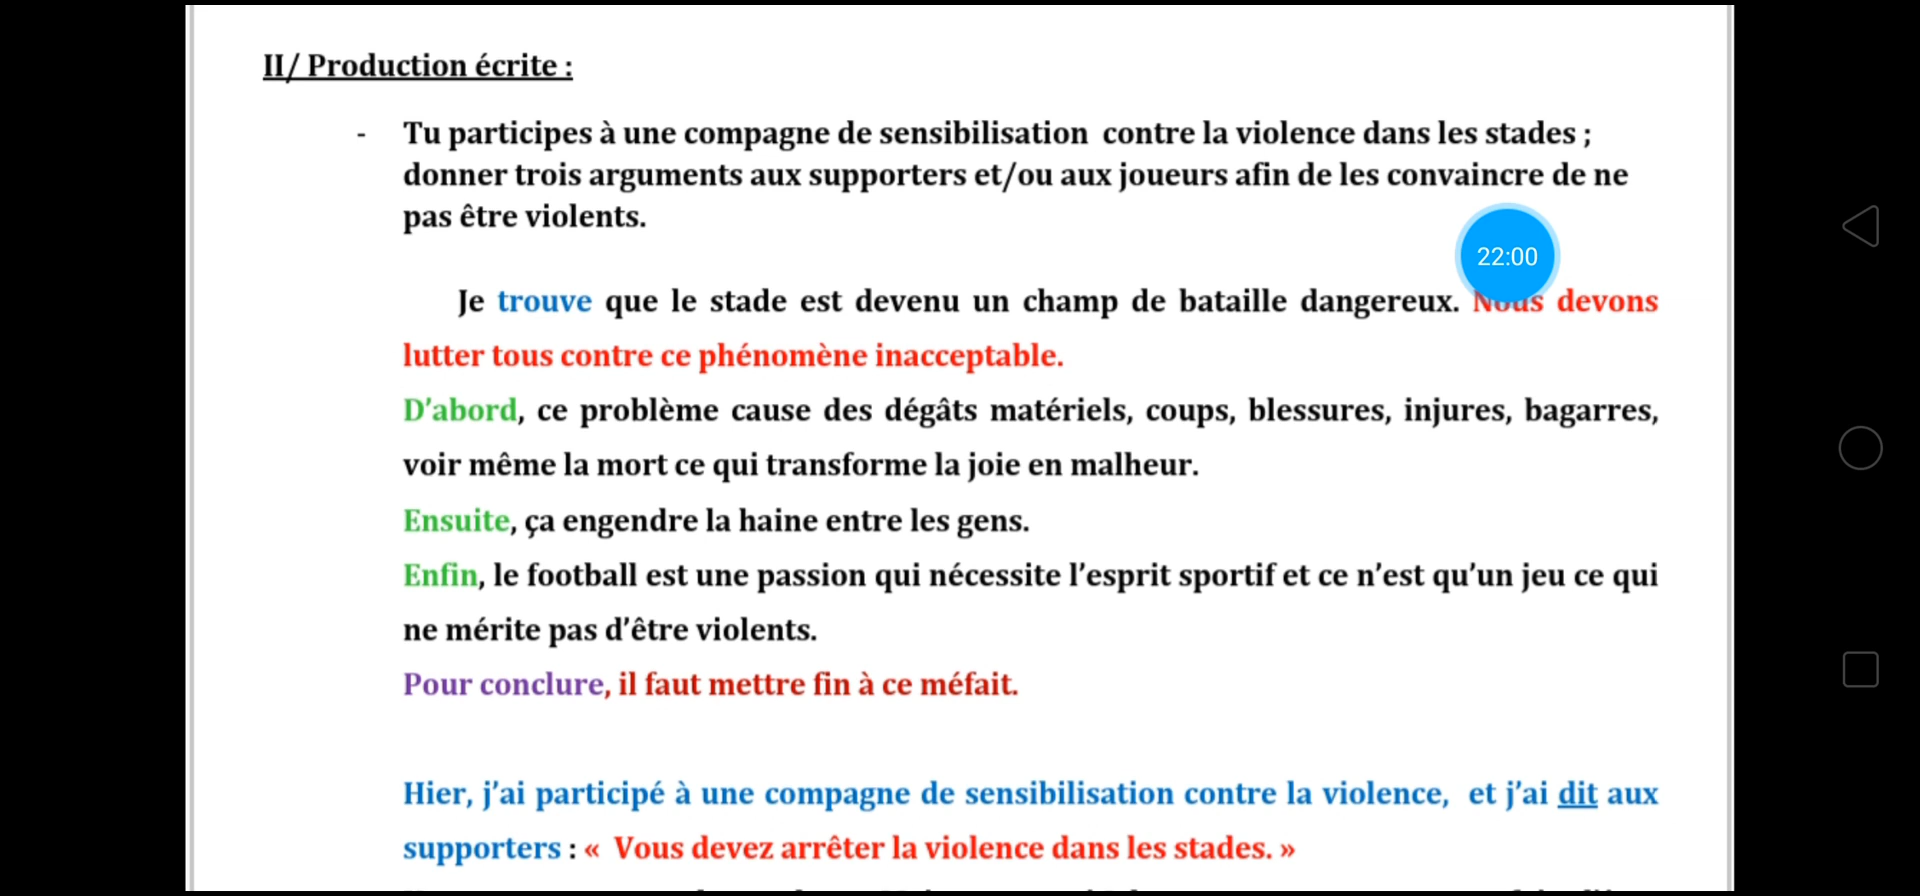 II/ Production écrite :
- Tu participes à une compagne de sensibilisation contre la violence dans les stades ;
donner trois arguments aux supporters et/ou aux joueurs afin de les convaincre de ne
pas être violents.
22:00
Je trouve que le stade est devenu un champ de bataille dangereux. Nous devons
lutter tous contre ce phénomène inacceptable.
D'abord, ce problème cause des dégâts matériels, coups, blessures, injures, bagarres,
voir même la mort ce qui transforme la joie en malheur.
Ensuite, ça engendre la haine entre les gens.
Enfin, le football est une passion qui nécessite l'esprit sportif et ce n'est qu'un jeu ce qui
ne mérite pas d'être violents.
Pour conclure, il faut mettre fin à ce méfait.
Hier, j'ai participé à une compagne de sensibilisation contre la violence, et j'ai dit aux
supporters : « Vous devez arrêter la violence dans les stades. »